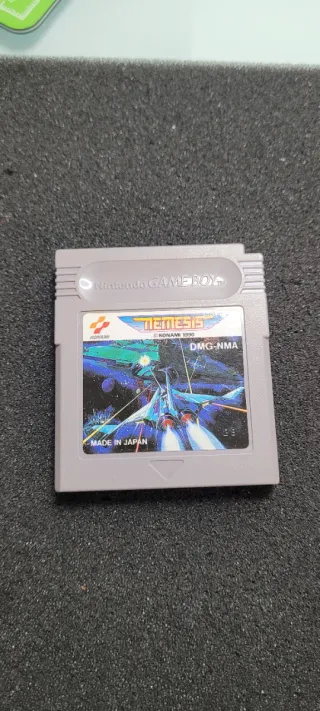 Nintendo GAME BOY
KONAMI
NEMESIS
© KONAMI 1990
DMG-NMA
MADE IN JAPAN